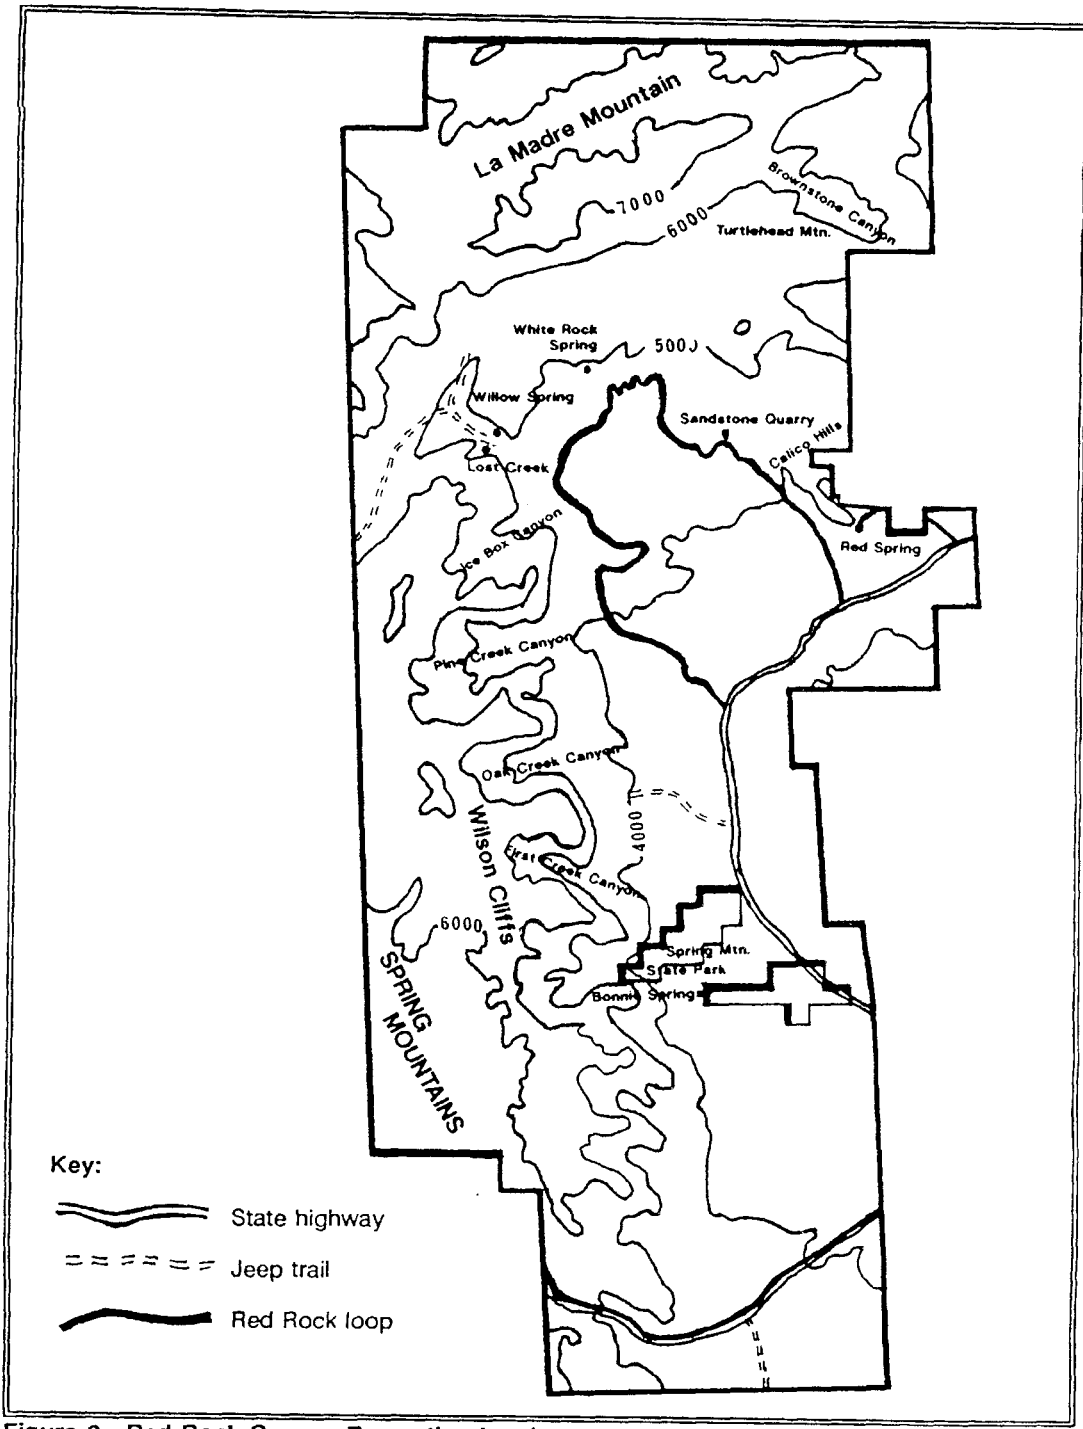 La Madre Mountain
Brownstone Canyon
7000
6000
Turtlehead Mtn.
White Rock
Spring
5000
Willow Spring
Sandstone Quarry
Calico Hills
Lost Creek
Ice Box Canyon
Red Spring
Pine Creek Canyon
Oak Creek Canyon
Wilson Cliffs
4000
First Creek Canyon
6000
Spring Mtn.
State Park
Bonnie Spring
SPRING
MOUNTAINS
Key:
State highway
Jeep trail
Red Rock loop